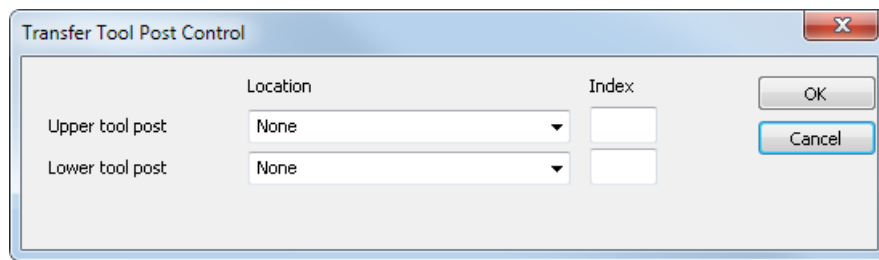 Transfer Tool Post Control
Location Index
OK
Upper tool post None
Cancel
Lower tool post None